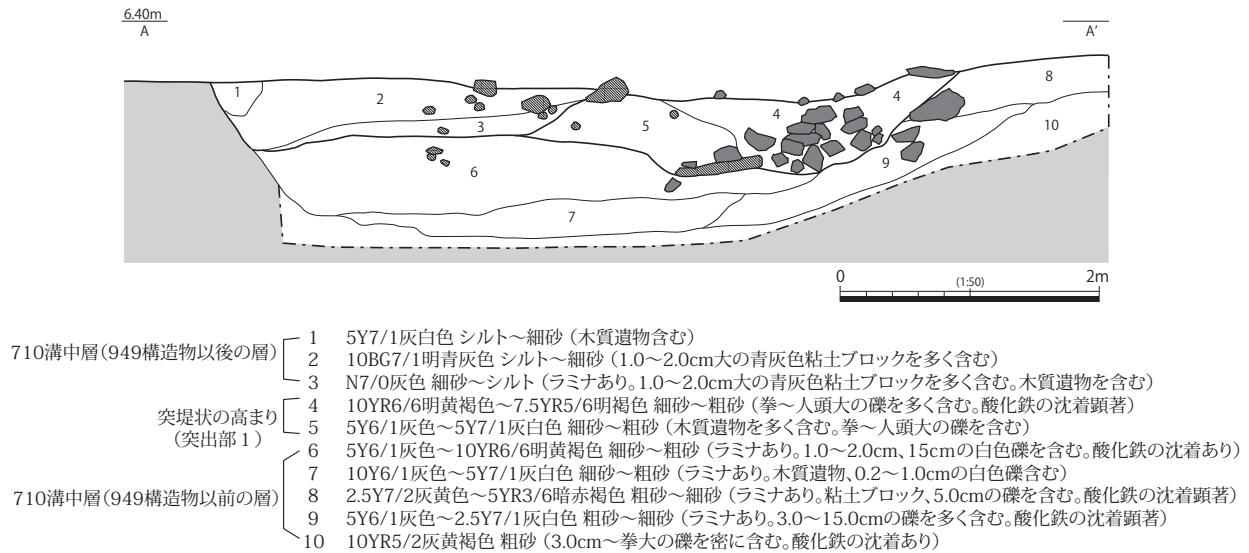 6.40m
A
A'
1
2
3
4
4
5
6
7
8
9
10
0 (1:50) 2m
710溝中層(949構造物以後の層)
1 5Y7/1灰白色 シルト～細砂 (木質遺物含む)
2 10BG7/1明青灰色 シルト～細砂 (1.0～2.0cm大の青灰色粘土ブロックを多く含む)
3 N7/0灰色 細砂～シルト (ラミナあり。1.0～2.0cm大の青灰色粘土ブロックを多く含む。木質遺物を含む)
突堤状の高まり
(突出部1)
4 10YR6/6明黄褐色～7.5YR5/6明褐色 細砂～粗砂 (拳～人頭大の礫を多く含む。酸化鉄の沈着顕著)
5 5Y6/1灰色～5Y7/1灰白色 細砂～粗砂 (木質遺物を多く含む。拳～人頭大の礫を含む)
710溝中層(949構造物以前の層)
6 5Y6/1灰色～10YR6/6明黄褐色 細砂～粗砂 (ラミナあり。1.0～2.0cm、15cmの白色礫を含む。酸化鉄の沈着あり)
7 10Y6/1灰色～5Y7/1灰白色 細砂～粗砂 (ラミナあり。木質遺物、0.2～1.0cmの白色礫含む)
8 2.5Y7/2灰黄色～5YR3/6暗赤褐色 粗砂～細砂 (ラミナあり。粘土ブロック、5.0cmの礫を含む。酸化鉄の沈着顕著)
9 5Y6/1灰色～2.5Y7/1灰白色 粗砂～細砂 (ラミナあり。3.0～15.0cmの礫を多く含む。酸化鉄の沈着顕著)
10 10YR5/2灰黄褐色 粗砂 (3.0cm～拳大の礫を密に含む。酸化鉄の沈着あり)